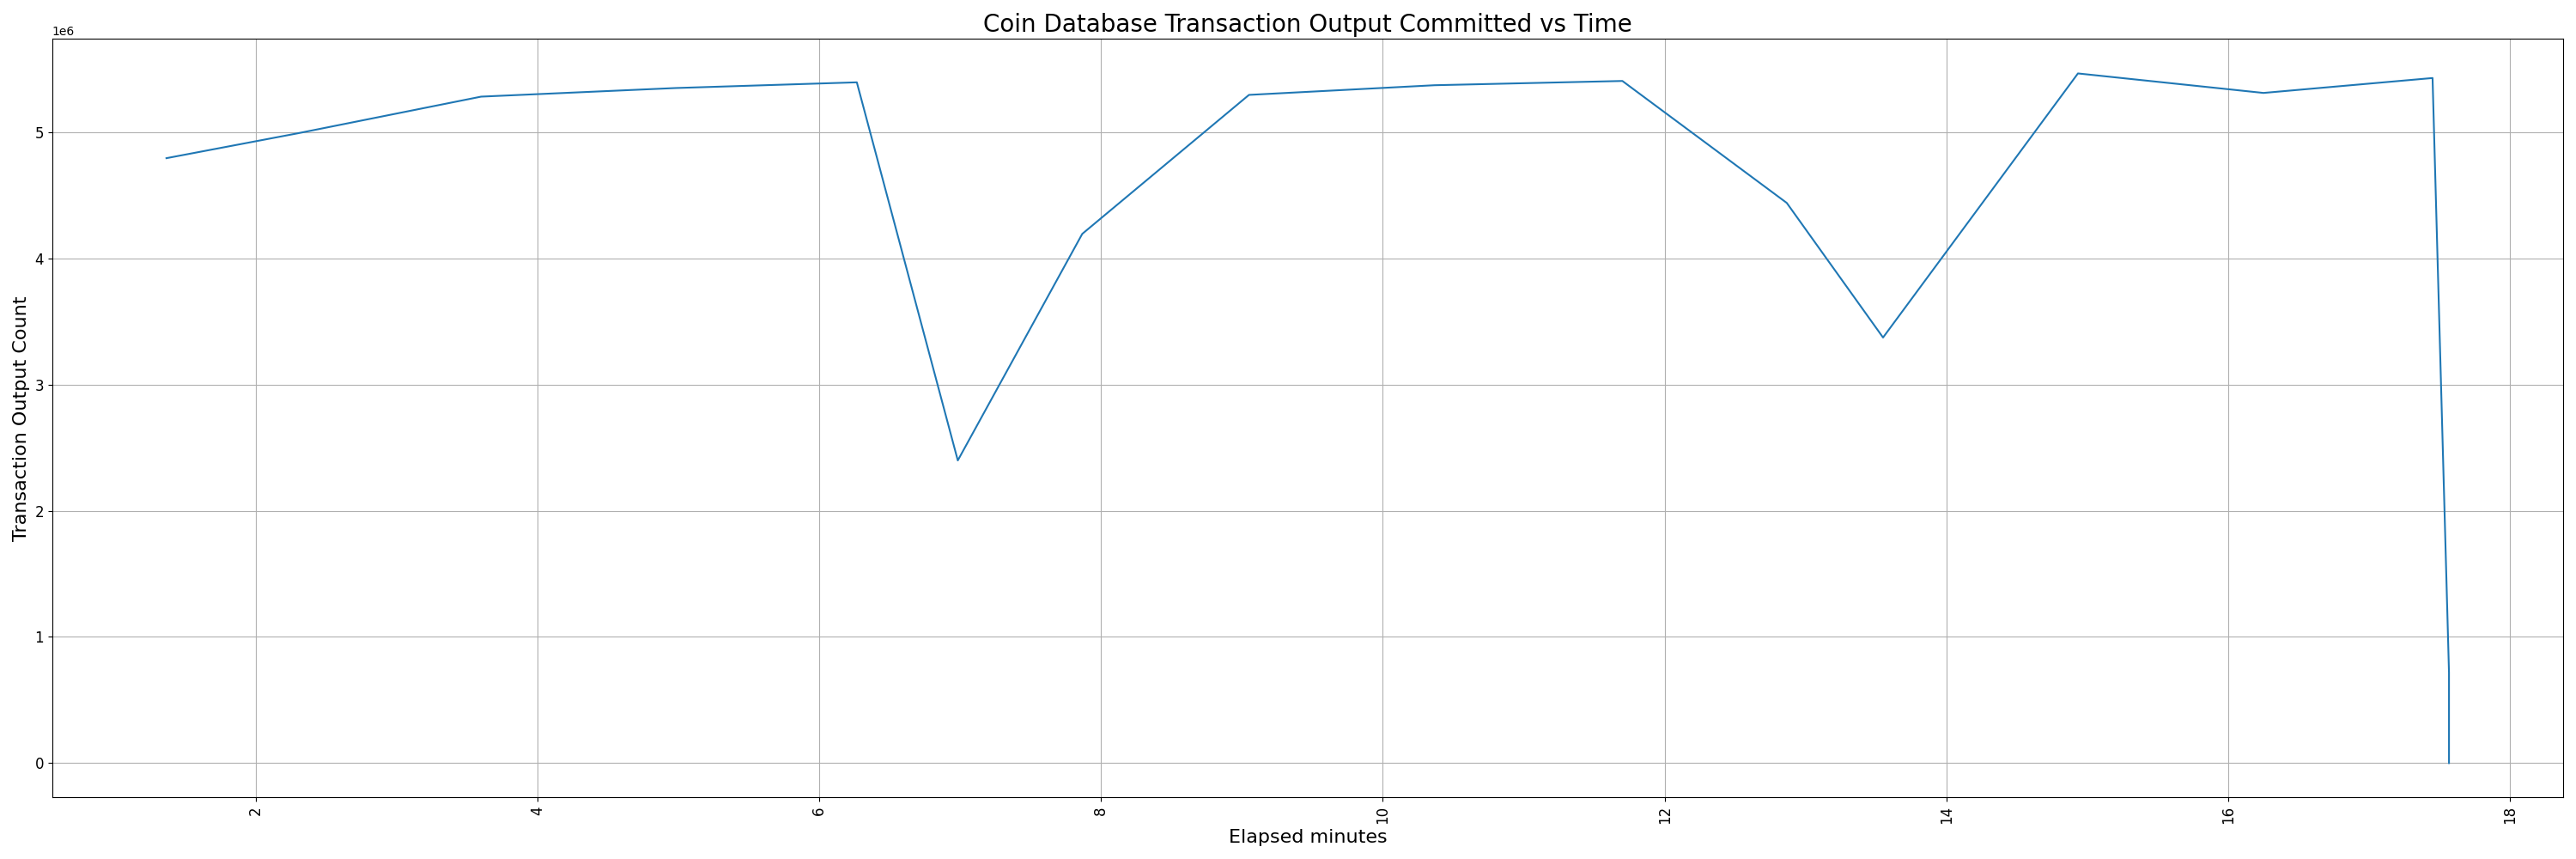 Coin Database Transaction Output Committed vs Time
1e6
Transaction Output Count
5
4
3
2
1
0
2 4 6 8 10 12 14 16 18
Elapsed minutes